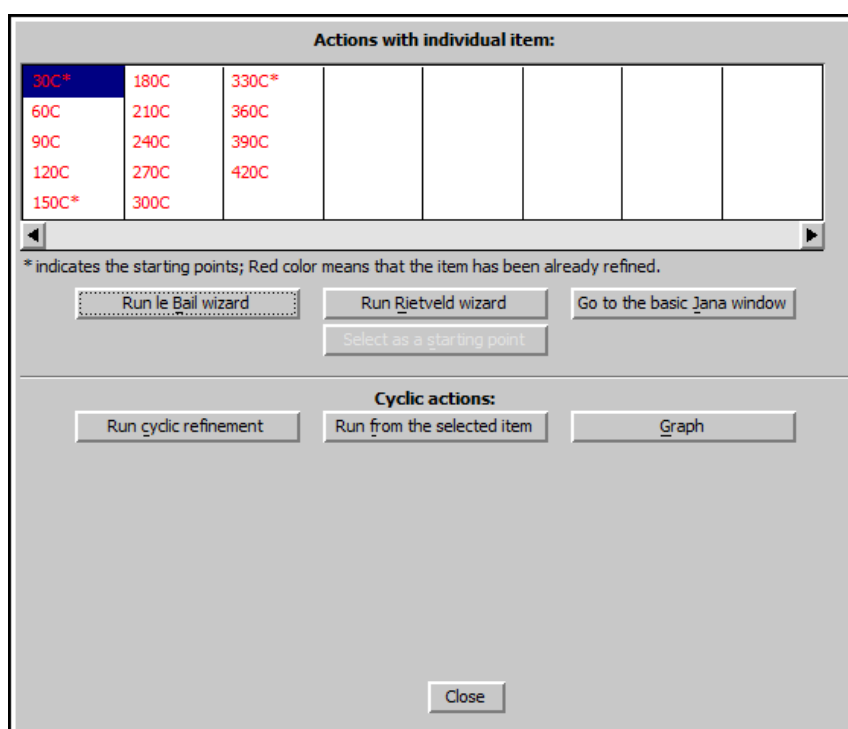 Actions with individual item:
30C* 180C 330C*
60C 210C 360C
90C 240C 390C
120C 270C 420C
150C* 300C
* indicates the starting points; Red color means that the item has been already refined.
Run le Bail wizard Run Rietveld wizard Go to the basic Jana window
Select as a starting point
Cyclic actions:
Run cyclic refinement Run from the selected item Graph
Close